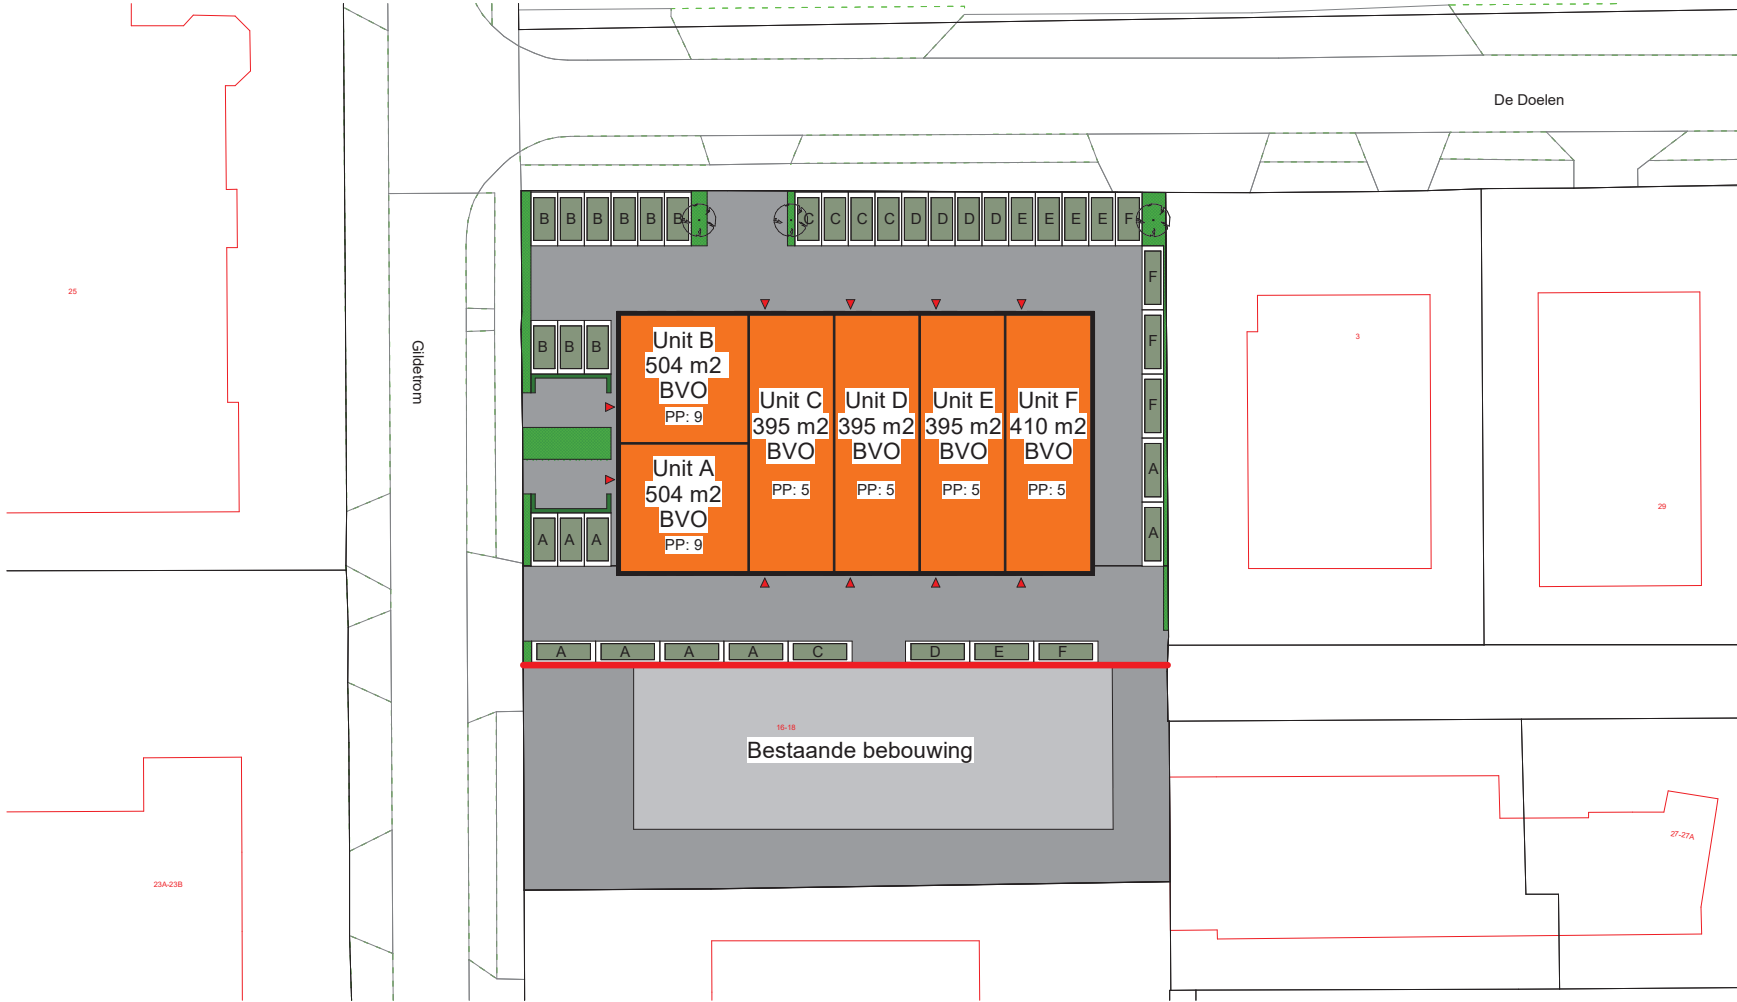 De Doelen
B B B B B B C C C C D D D D E E E E F
F
25
Gildetrom
3
29
F
B B B
F
A
A
A A A
Unit B
504 m2
BVO
PP: 9
Unit A
504 m2
BVO
PP: 9
Unit C
395 m2
BVO
PP: 5
Unit D
395 m2
BVO
PP: 5
Unit E
395 m2
BVO
PP: 5
Unit F
410 m2
BVO
PP: 5
A A A A C D E F
16-18
Bestaande bebouwing
23A-23B
27-27A